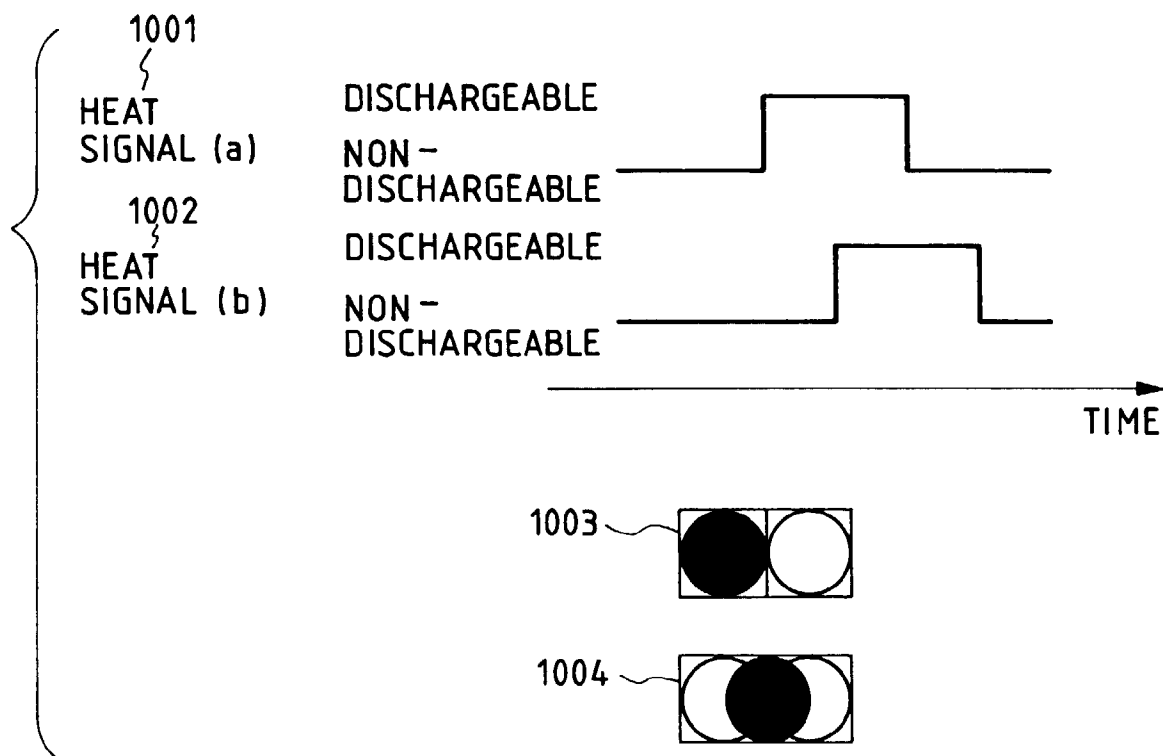 1001
HEAT
SIGNAL (a)
DISCHARGEABLE
NON-
DISCHARGEABLE
1002
HEAT
SIGNAL (b)
DISCHARGEABLE
NON-
DISCHARGEABLE
TIME
1003
1004